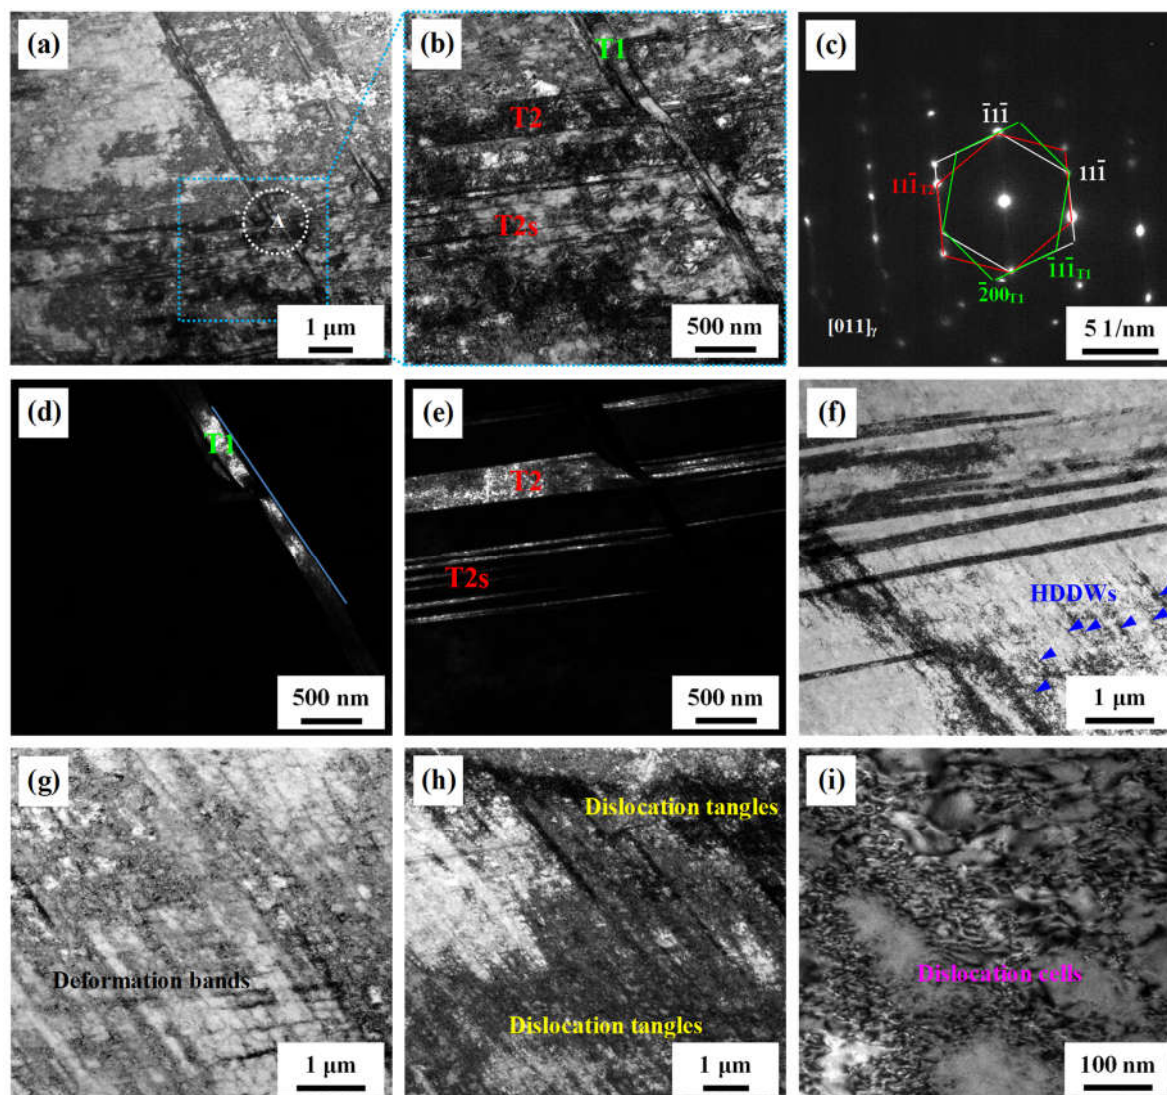 (a)
A
1 μm
(b)
T1
T2
T2s
500 nm
(c)
1̄11̄
111̄
111̄T2
1̄11̄T1
2̄00T1
[011]γ
5 1/nm
(d)
T1
500 nm
(e)
T2
T2s
500 nm
(f)
HDDWs
1 μm
(g)
Deformation bands
1 μm
(h)
Dislocation tangles
Dislocation tangles
1 μm
(i)
Dislocation cells
100 nm